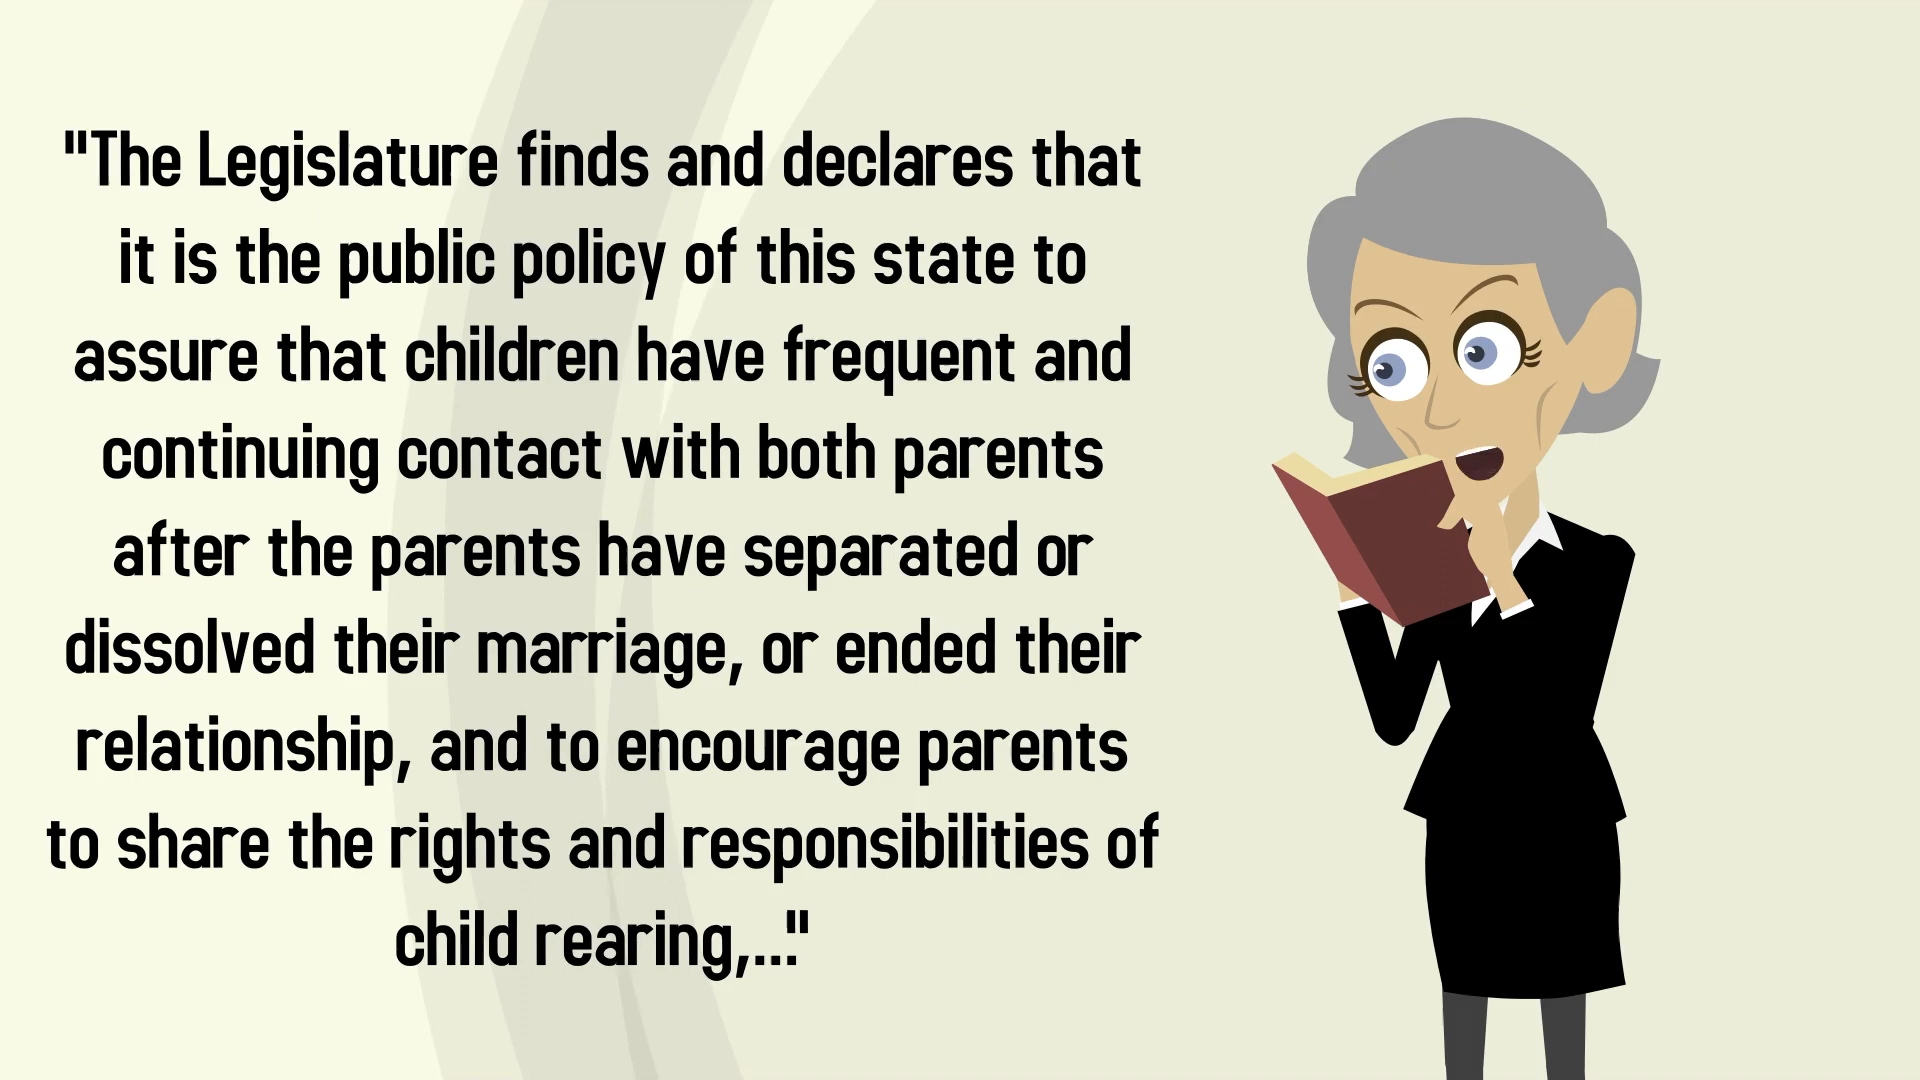 "The Legislature finds and declares that
it is the public policy of this state to
assure that children have frequent and
continuing contact with both parents
after the parents have separated or
dissolved their marriage, or ended their
relationship, and to encourage parents
to share the rights and responsibilities of
child rearing,..."